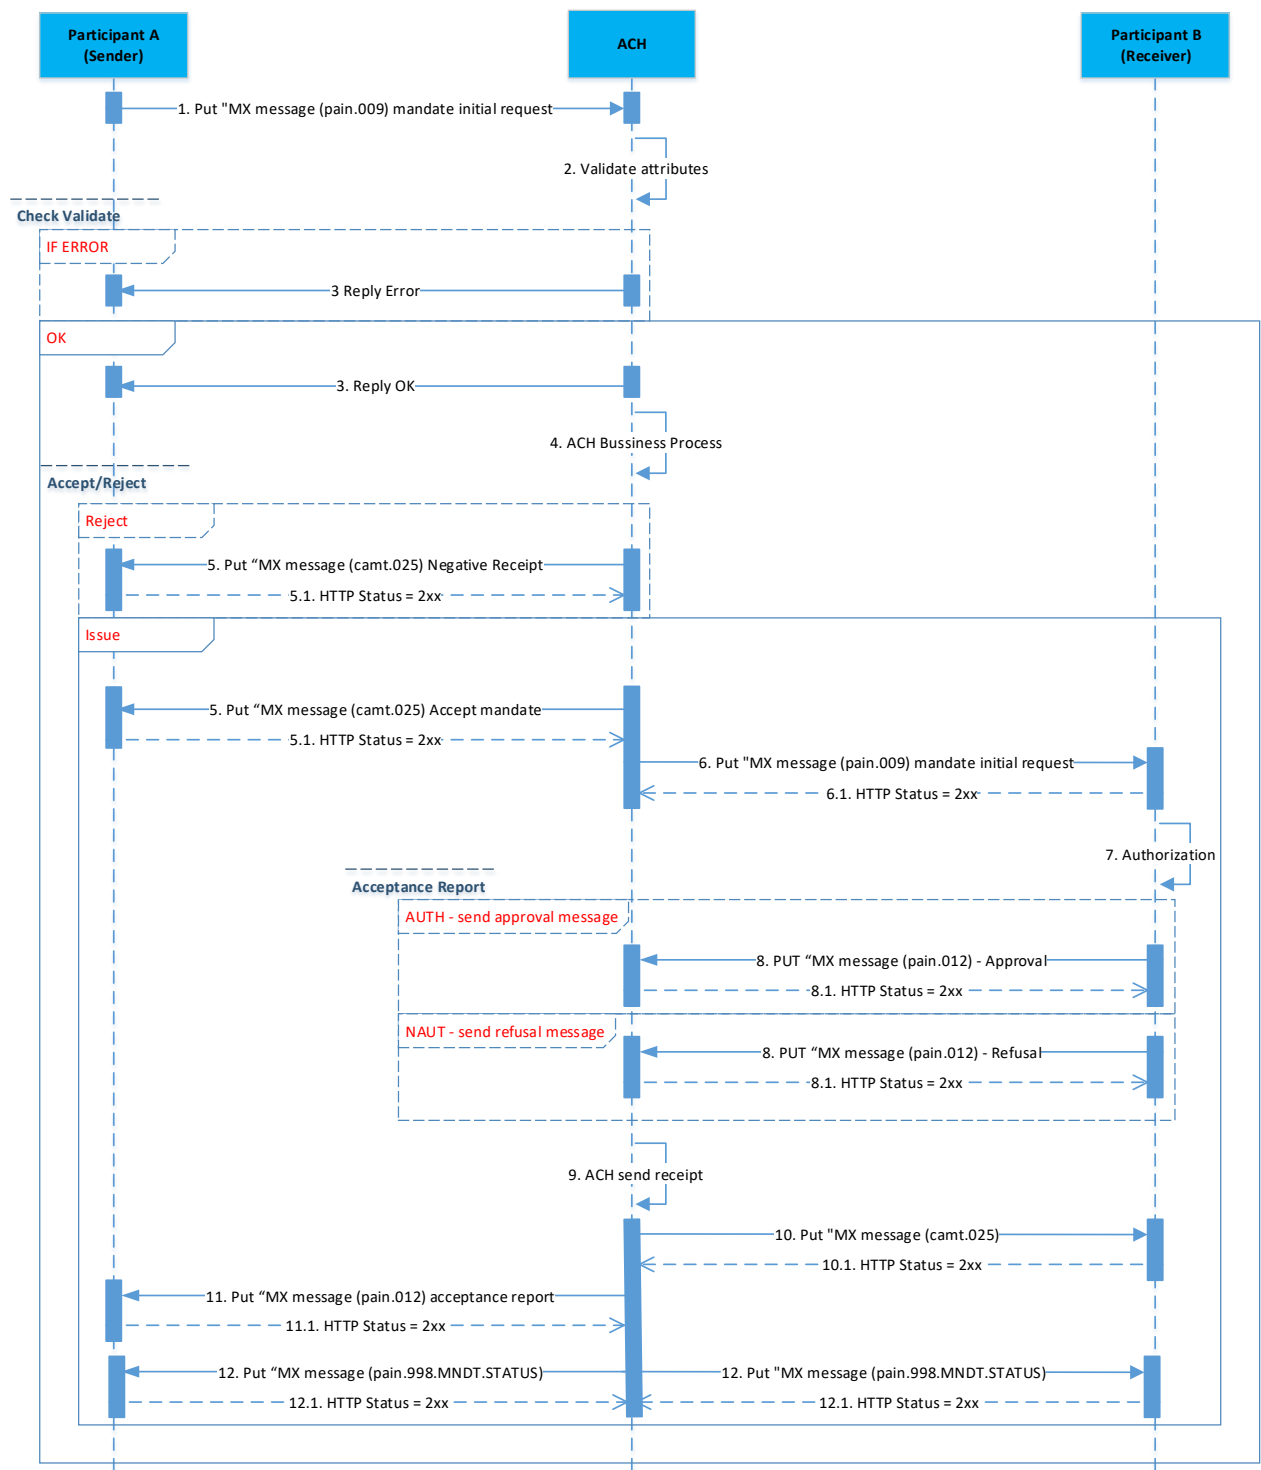 Participant A
(Sender)
ACH
Participant B
(Receiver)
1. Put "MX message (pain.009) mandate initial request
2. Validate attributes
Check Validate
IF ERROR
3 Reply Error
OK
3. Reply OK
4. ACH Bussiness Process
Accept/Reject
Reject
5. Put “MX message (camt.025) Negative Receipt
5.1. HTTP Status = 2xx
Issue
5. Put “MX message (camt.025) Accept mandate
5.1. HTTP Status = 2xx
6. Put "MX message (pain.009) mandate initial request
6.1. HTTP Status = 2xx
7. Authorization
Acceptance Report
AUTH - send approval message
8. PUT “MX message (pain.012) - Approval
8.1. HTTP Status = 2xx
NAUT - send refusal message
8. PUT “MX message (pain.012) - Refusal
8.1. HTTP Status = 2xx
9. ACH send receipt
10. Put "MX message (camt.025)
10.1. HTTP Status = 2xx
11. Put “MX message (pain.012) acceptance report
11.1. HTTP Status = 2xx
12. Put “MX message (pain.998.MNDT.STATUS)
12. Put "MX message (pain.998.MNDT.STATUS)
12.1. HTTP Status = 2xx
12.1. HTTP Status = 2xx